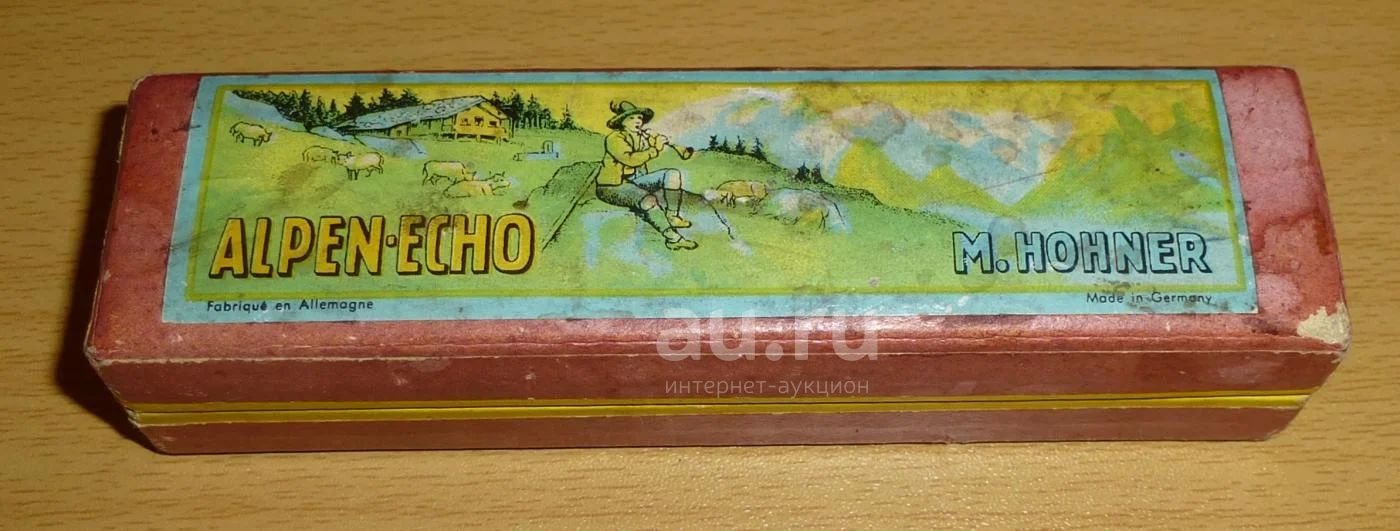 ALPEN-ECHO
M. HOHNER
Fabriqué en Allemagne
Made in Germany
au.ru
интернет-аукцион